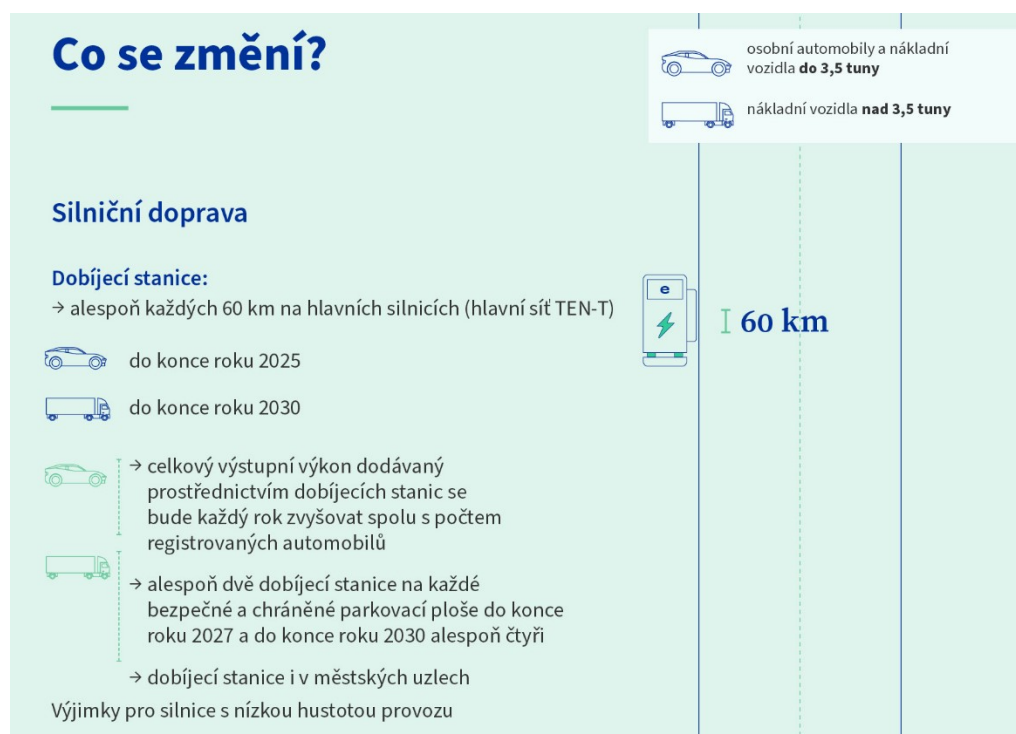 Co se změní?
osobní automobily a nákladní
vozidla do 3,5 tuny
nákladní vozidla nad 3,5 tuny
Silniční doprava
Dobíjecí stanice:
→ alespoň každých 60 km na hlavních silnicích (hlavní síť TEN-T)
e
60 km
do konce roku 2025
do konce roku 2030
→ celkový výstupní výkon dodávaný
prostřednictvím dobíjecích stanic se
bude každý rok zvyšovat spolu s počtem
registrovaných automobilů
→ alespoň dvě dobíjecí stanice na každé
bezpečné a chráněné parkovací ploše do konce
roku 2027 a do konce roku 2030 alespoň čtyři
→ dobíjecí stanice i v městských uzlech
Výjimky pro silnice s nízkou hustotou provozu